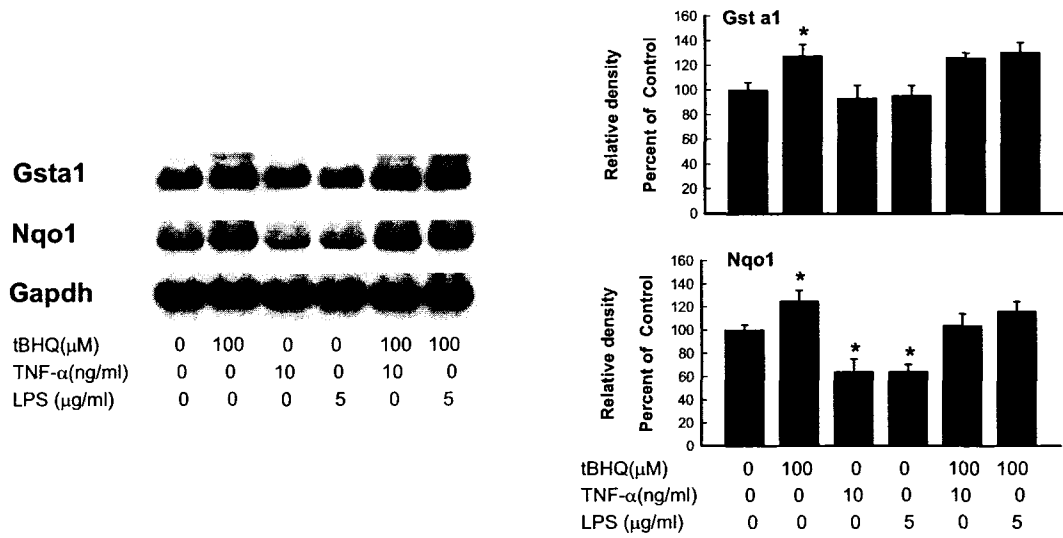 Gsta1
Nqo1
Gapdh
tBHQ(μM) 0 100 0 0 100 100
TNF-α(ng/ml) 0 0 10 0 10 0
LPS (μg/ml) 0 0 0 5 0 5
Gst a1
Relative density
Percent of Control
160
140
120
100
80
60
40
20
0
*
Nqo1
Relative density
Percent of Control
160
140
120
100
80
60
40
20
0
*
*
*
tBHQ(μM) 0 100 0 0 100 100
TNF-α(ng/ml) 0 0 10 0 10 0
LPS (μg/ml) 0 0 0 5 0 5